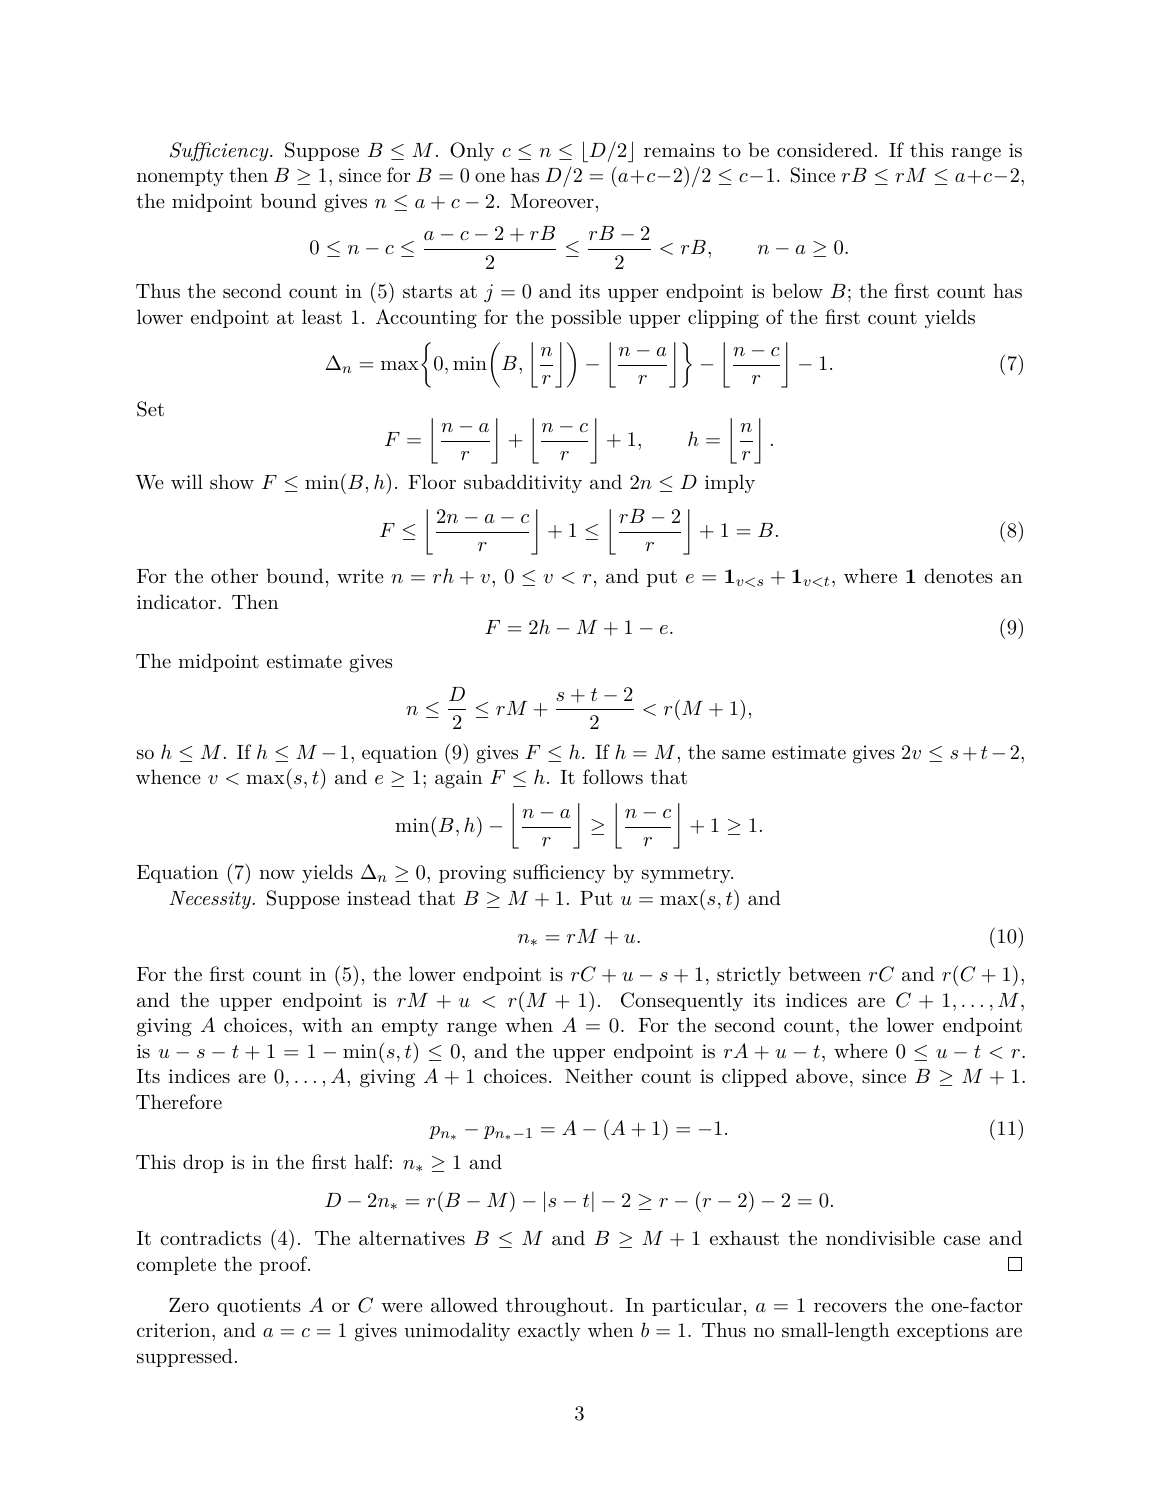 Sufficiency. Suppose B ≤ M. Only c ≤ n ≤ ⌊D/2⌋ remains to be considered. If this range is
nonempty then B ≥ 1, since for B = 0 one has D/2 = (a+c−2)/2 ≤ c−1. Since rB ≤ rM ≤ a+c−2,
the midpoint bound gives n ≤ a + c − 2. Moreover,
0 ≤ n − c ≤ \frac{a − c − 2 + rB}{2} ≤ \frac{rB − 2}{2} < rB, n − a ≥ 0.
Thus the second count in (5) starts at j = 0 and its upper endpoint is below B; the first count has
lower endpoint at least 1. Accounting for the possible upper clipping of the first count yields
Δ_n = max{0, min(B, ⌊\frac{n}{r}⌋) − ⌊\frac{n − a}{r}⌋} − ⌊\frac{n − c}{r}⌋ − 1. (7)
Set
F = ⌊\frac{n − a}{r}⌋ + ⌊\frac{n − c}{r}⌋ + 1, h = ⌊\frac{n}{r}⌋.
We will show F ≤ min(B, h). Floor subadditivity and 2n ≤ D imply
F ≤ ⌊\frac{2n − a − c}{r}⌋ + 1 ≤ ⌊\frac{rB − 2}{r}⌋ + 1 = B. (8)
For the other bound, write n = rh + v, 0 ≤ v < r, and put e = 1_{v<s} + 1_{v<t}, where 1 denotes an
indicator. Then
F = 2h − M + 1 − e. (9)
The midpoint estimate gives
n ≤ \frac{D}{2} ≤ rM + \frac{s + t − 2}{2} < r(M + 1),
so h ≤ M. If h ≤ M − 1, equation (9) gives F ≤ h. If h = M, the same estimate gives 2v ≤ s+t−2,
whence v < max(s, t) and e ≥ 1; again F ≤ h. It follows that
min(B, h) − ⌊\frac{n − a}{r}⌋ ≥ ⌊\frac{n − c}{r}⌋ + 1 ≥ 1.
Equation (7) now yields Δ_n ≥ 0, proving sufficiency by symmetry.
Necessity. Suppose instead that B ≥ M + 1. Put u = max(s, t) and
n_* = rM + u. (10)
For the first count in (5), the lower endpoint is rC + u − s + 1, strictly between rC and r(C + 1),
and the upper endpoint is rM + u < r(M + 1). Consequently its indices are C + 1, . . . , M,
giving A choices, with an empty range when A = 0. For the second count, the lower endpoint
is u − s − t + 1 = 1 − min(s, t) ≤ 0, and the upper endpoint is rA + u − t, where 0 ≤ u − t < r.
Its indices are 0, . . . , A, giving A + 1 choices. Neither count is clipped above, since B ≥ M + 1.
Therefore
p_{n_*} − p_{n_*−1} = A − (A + 1) = −1. (11)
This drop is in the first half: n_* ≥ 1 and
D − 2n_* = r(B − M) − |s − t| − 2 ≥ r − (r − 2) − 2 = 0.
It contradicts (4). The alternatives B ≤ M and B ≥ M + 1 exhaust the nondivisible case and
complete the proof. □
Zero quotients A or C were allowed throughout. In particular, a = 1 recovers the one-factor
criterion, and a = c = 1 gives unimodality exactly when b = 1. Thus no small-length exceptions are
suppressed.
3